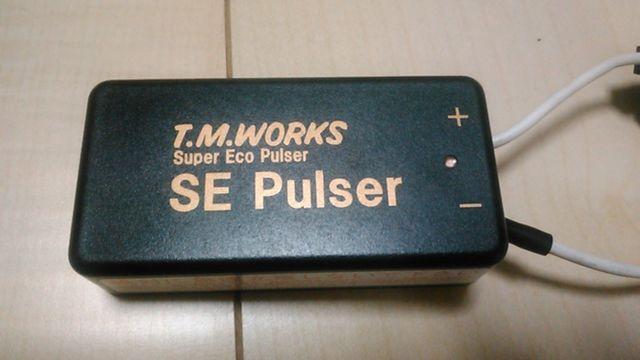 T.M.WORKS
Super Eco Pulser
SE Pulser
+
−